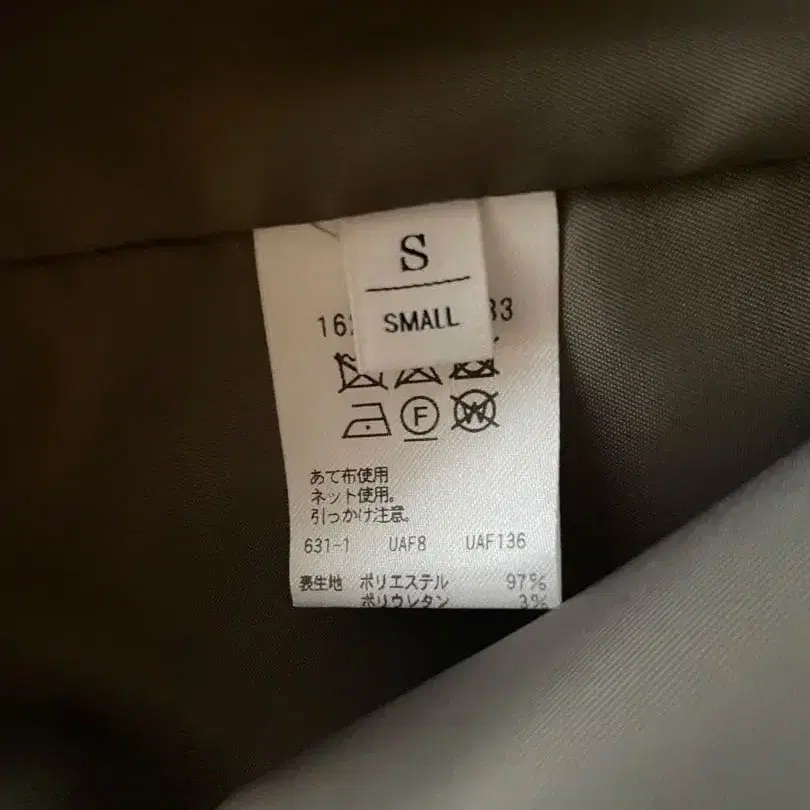 S
SMALL
F
W
あて布使用
ネット使用。
引っかけ注意。
631-1 UAF8 UAF136
表生地 ポリエステル 97%
ポリウレタン 3%